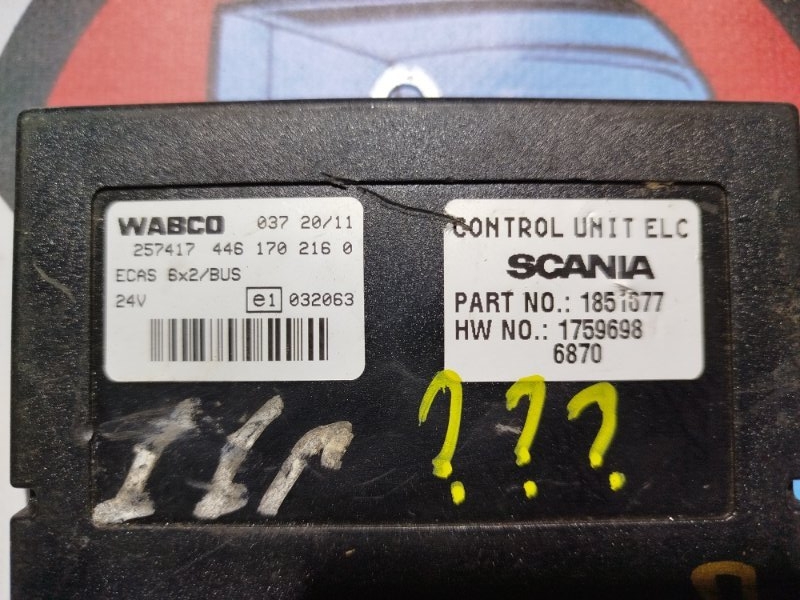 WABCO 037 20/11
257417 446 170 216 0
ECAS 6x2/BUS
24V e1 032063
CONTROL UNIT ELC
SCANIA
PART NO.: 1851677
HW NO.: 1759698
6870
???